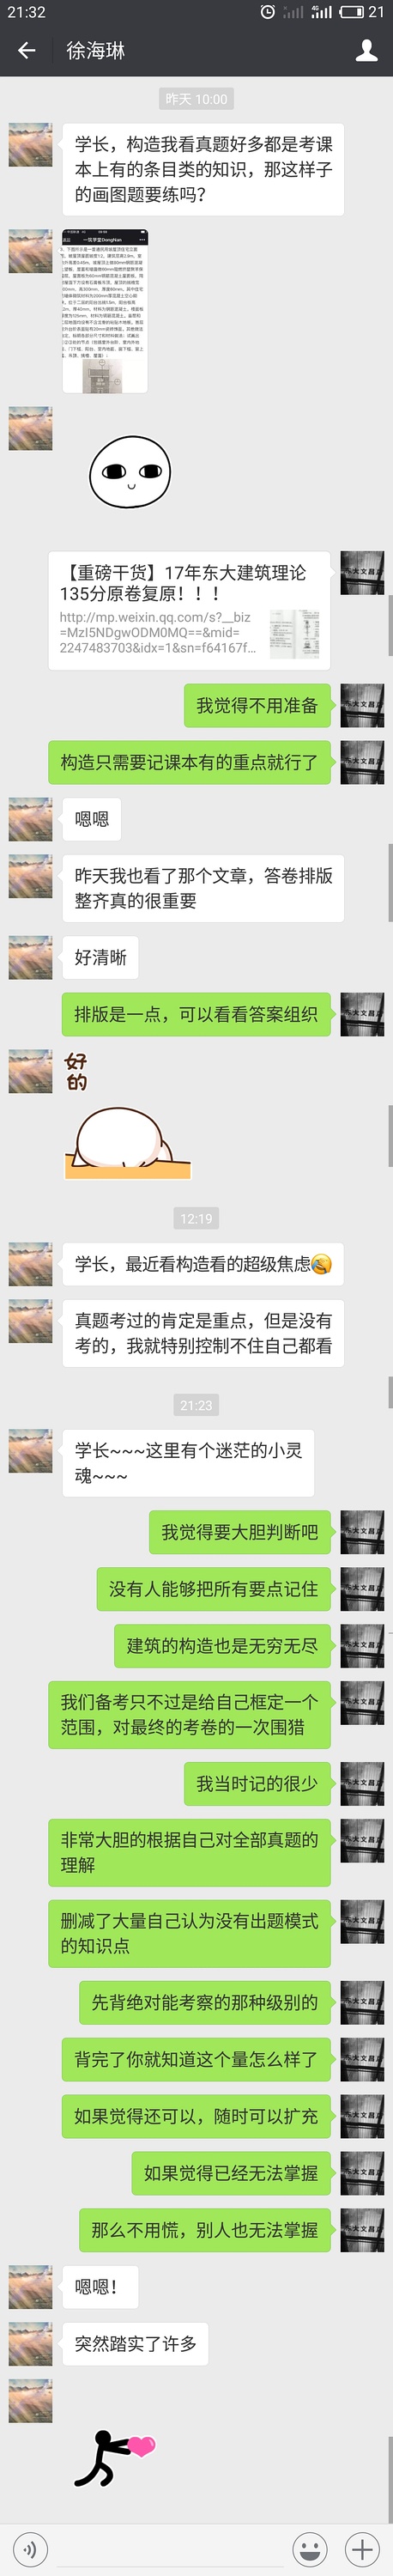 21:32
4G
21
徐海琳
昨天 10:00
学长，构造我看真题好多都是考课
本上有的条目类的知识，那这样子
的画图题要练吗？
一筑学堂DongNan
【重磅干货】17年东大建筑理论
135分原卷复原！！！
http://mp.weixin.qq.com/s?__biz
=MzI5NDgwODM0MQ==&mid=
2247483703&idx=1&sn=f64167f...
我觉得不用准备
构造只需要记课本有的重点就行了
嗯嗯
昨天我也看了那个文章，答卷排版
整齐真的很重要
好清晰
排版是一点，可以看看答案组织
好
的
12:19
学长，最近看构造看的超级焦虑😂
真题考过的肯定是重点，但是没有
考的，我就特别控制不住自己都看
21:23
学长~~~这里有个迷茫的小灵
魂~~~
我觉得要大胆判断吧
没有人能够把所有要点记住
建筑的构造也是无穷无尽
我们备考只不过是给自己框定一个
范围，对最终的考卷的一次围猎
我当时记的很少
非常大胆的根据自己对全部真题的
理解
删减了大量自己认为没有出题模式
的知识点
先背绝对能考察的那种级别的
背完了你就知道这个量怎么样了
如果觉得还可以，随时可以扩充
如果觉得已经无法掌握
那么不用慌，别人也无法掌握
嗯嗯！
突然踏实了许多